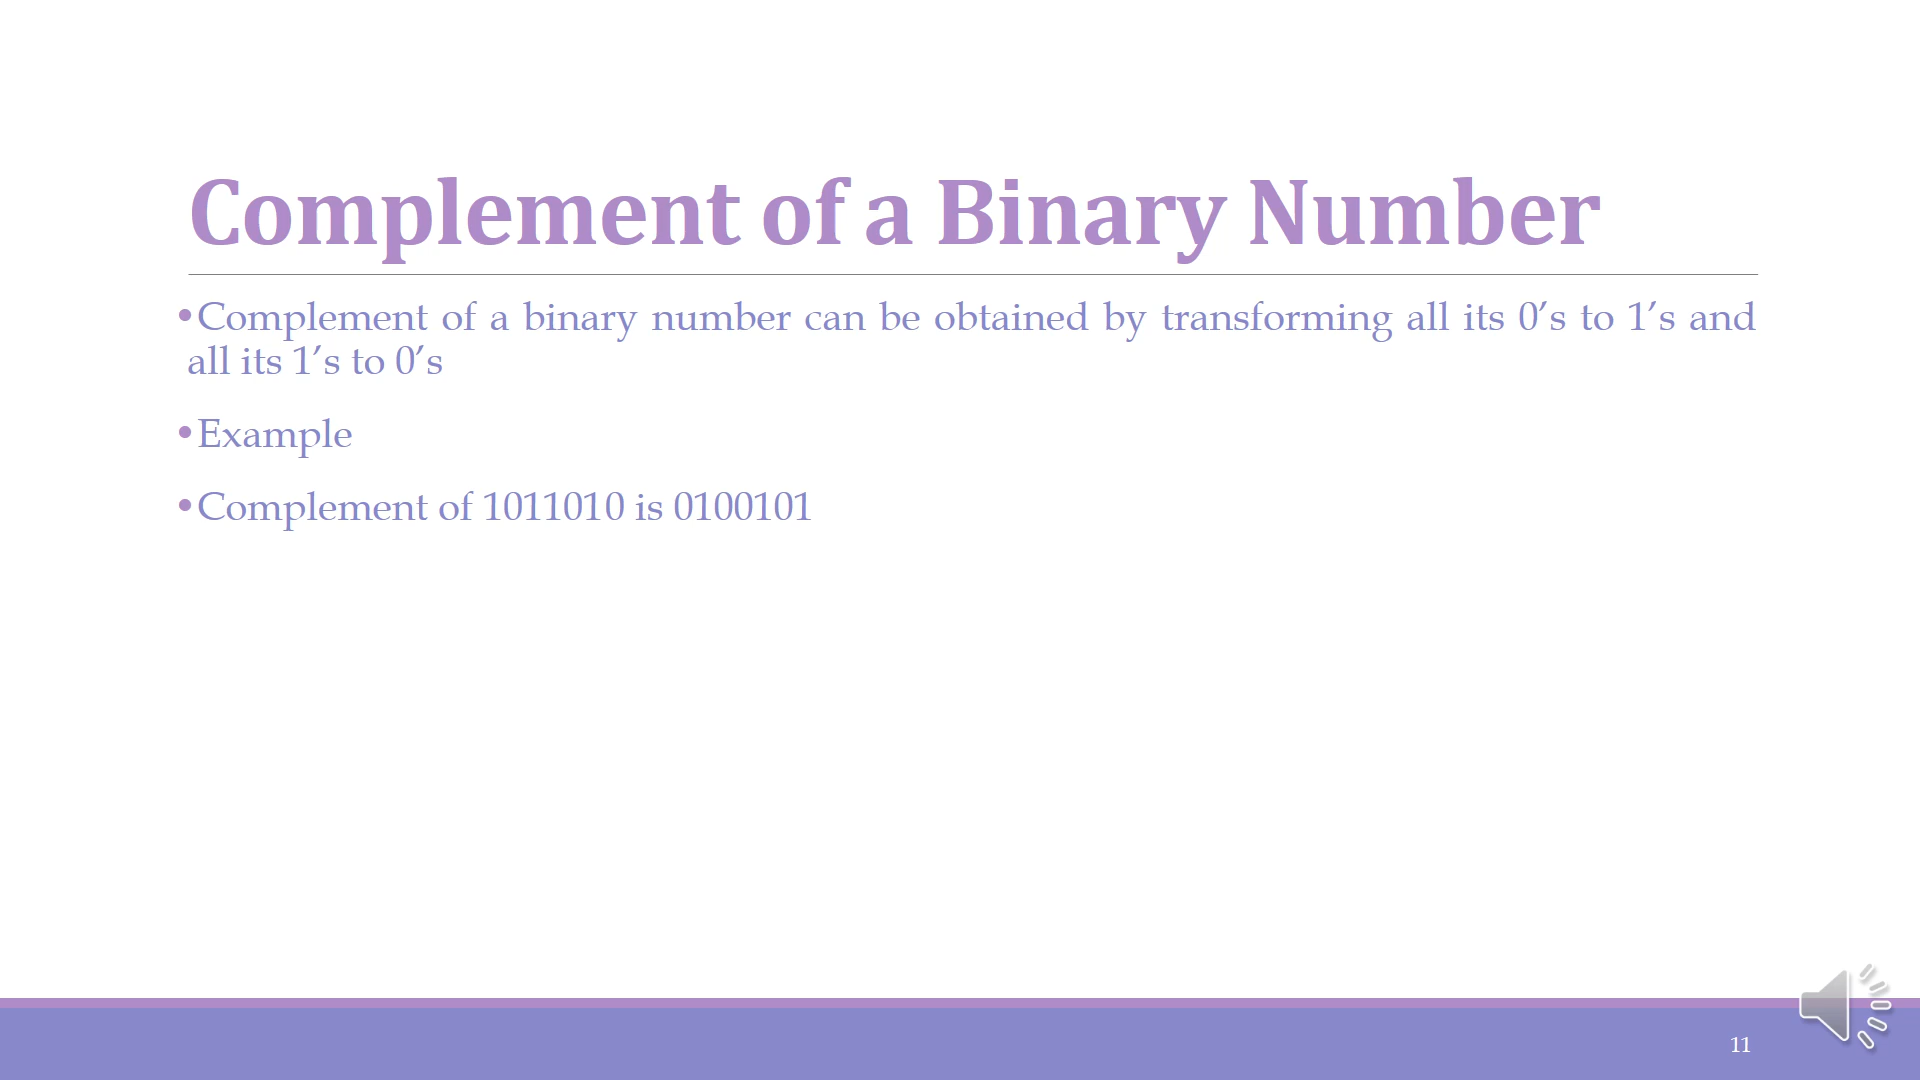 Complement of a Binary Number
•Complement of a binary number can be obtained by transforming all its 0’s to 1’s and
all its 1’s to 0’s
•Example
•Complement of 1011010 is 0100101
11